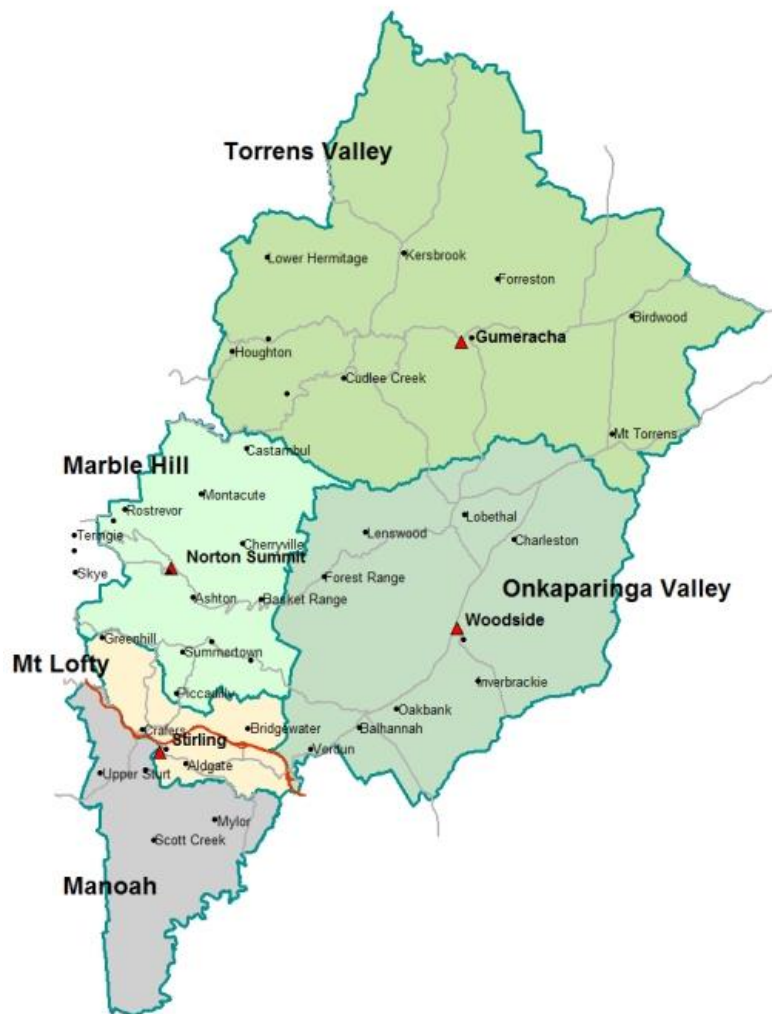 Torrens Valley
Lower Hermitage
Kersbrook
Forreston
Birdwood
Gumeracha
Houghton
Cudlee Creek
Mt Torrens
Castambul
Marble Hill
Montacute
Rostrevor
Lobethal
Teringie
Lenswood
Charleston
Cherryville
Norton Summit
Skye
Forest Range
Onkaparinga Valley
Ashton
Basket Range
Woodside
Greenhill
Summertown
Mt Lofty
Inverbrackie
Piccadilly
Oakbank
Crafers
Bridgewater
Balhannah
Stirling
Verdun
Upper Sturt
Aldgate
Mylor
Scott Creek
Manoah